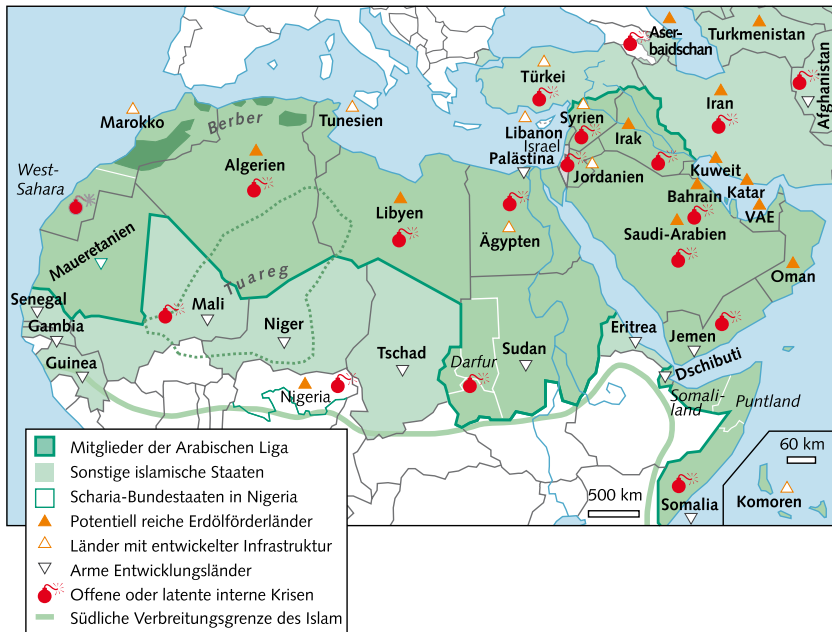 Aser-
baidschan
Turkmenistan
Afghanistan
Türkei
Iran
Marokko
Berber
Tunesien
Syrien
Libanon
Israel
Irak
Palästina
Algerien
West-
Sahara
Jordanien
Kuweit
Bahrain
Katar
VAE
Libyen
Ägypten
Saudi-Arabien
Maueretanien
Tuareg
Oman
Senegal
Mali
Gambia
Niger
Eritrea
Jemen
Guinea
Tschad
Darfur
Sudan
Dschibuti
Nigeria
Somali-
land
Puntland
Mitglieder der Arabischen Liga
Sonstige islamische Staaten
Scharia-Bundestaaten in Nigeria
Potentiell reiche Erdölförderländer
Länder mit entwickelter Infrastruktur
Arme Entwicklungsländer
Offene oder latente interne Krisen
Südliche Verbreitungsgrenze des Islam
500 km
Somalia
60 km
Komoren